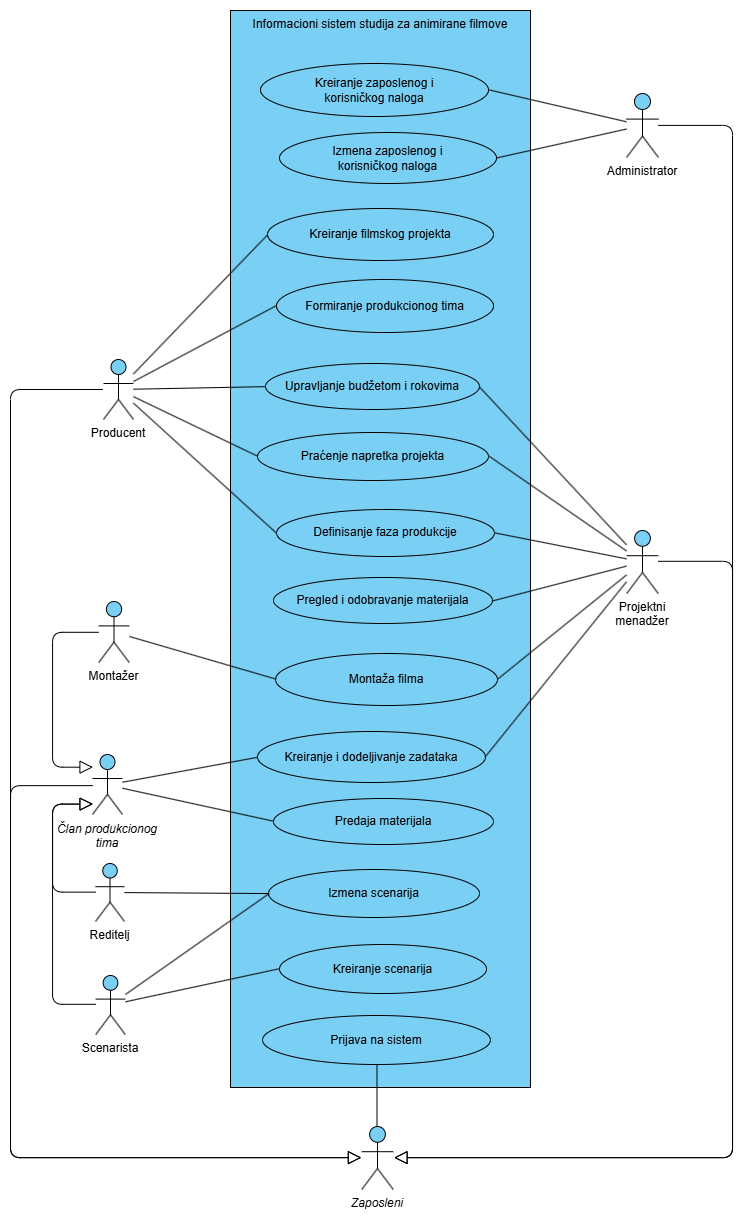 Informacioni sistem studija za animirane filmove
Kreiranje zaposlenog i
korisničkog naloga
Administrator
Izmena zaposlenog i
korisničkog naloga
Kreiranje filmskog projekta
Formiranje produkcionog tima
Upravljanje budžetom i rokovima
Producent
Praćenje napretka projekta
Definisanje faza produkcije
Pregled i odobravanje materijala
Projektni
menadžer
Montažer
Montaža filma
Kreiranje i dodeljivanje zadataka
Predaja materijala
Član produkcionog
tima
Izmena scenarija
Reditelj
Kreiranje scenarija
Scenarista
Prijava na sistem
Zaposleni